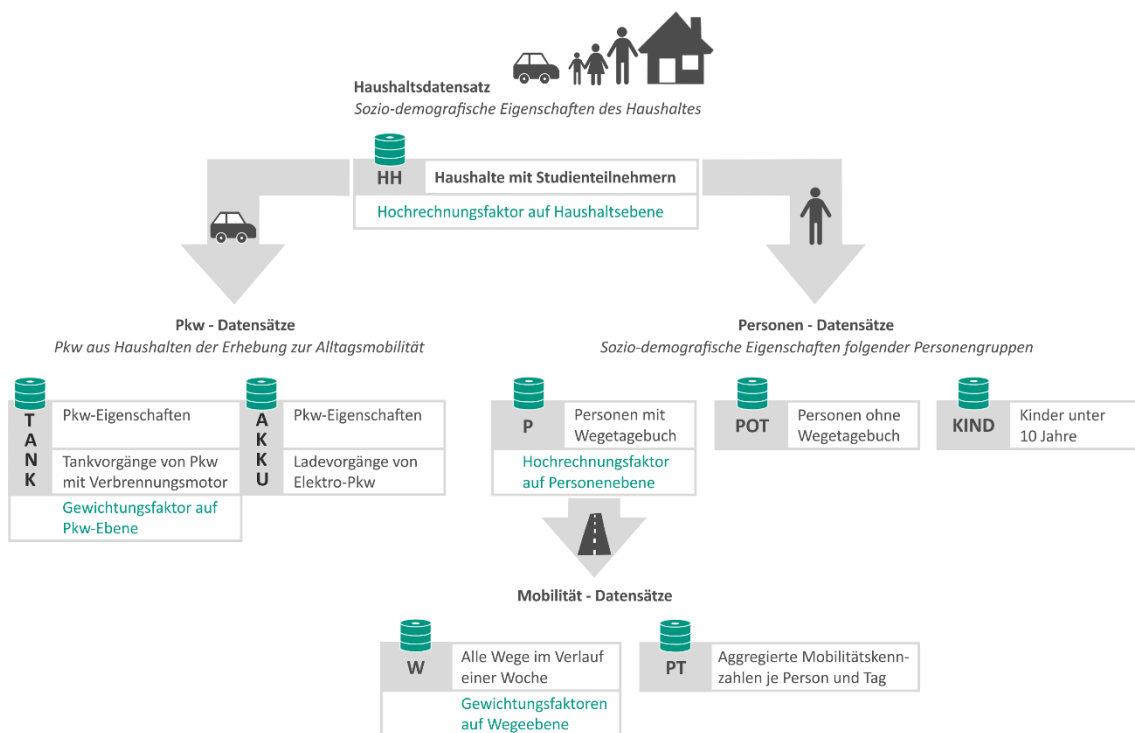 Haushaltsdatensatz
Sozio-demografische Eigenschaften des Haushaltes
HH
Haushalte mit Studienteilnehmern
Hochrechnungsfaktor auf Haushaltsebene
Pkw - Datensätze
Pkw aus Haushalten der Erhebung zur Alltagsmobilität
TANK
Pkw-Eigenschaften
Tankvorgänge von Pkw
mit Verbrennungsmotor
Gewichtungsfaktor auf
Pkw-Ebene
AKKU
Pkw-Eigenschaften
Ladevorgänge von
Elektro-Pkw
Personen - Datensätze
Sozio-demografische Eigenschaften folgender Personengruppen
P
Personen mit
Wegetagebuch
Hochrechnungsfaktor
auf Personenebene
POT
Personen ohne
Wegetagebuch
KIND
Kinder unter
10 Jahre
Mobilität - Datensätze
W
Alle Wege im Verlauf
einer Woche
Gewichtungsfaktoren
auf Wegeebene
PT
Aggregierte Mobilitätskenn-
zahlen je Person und Tag